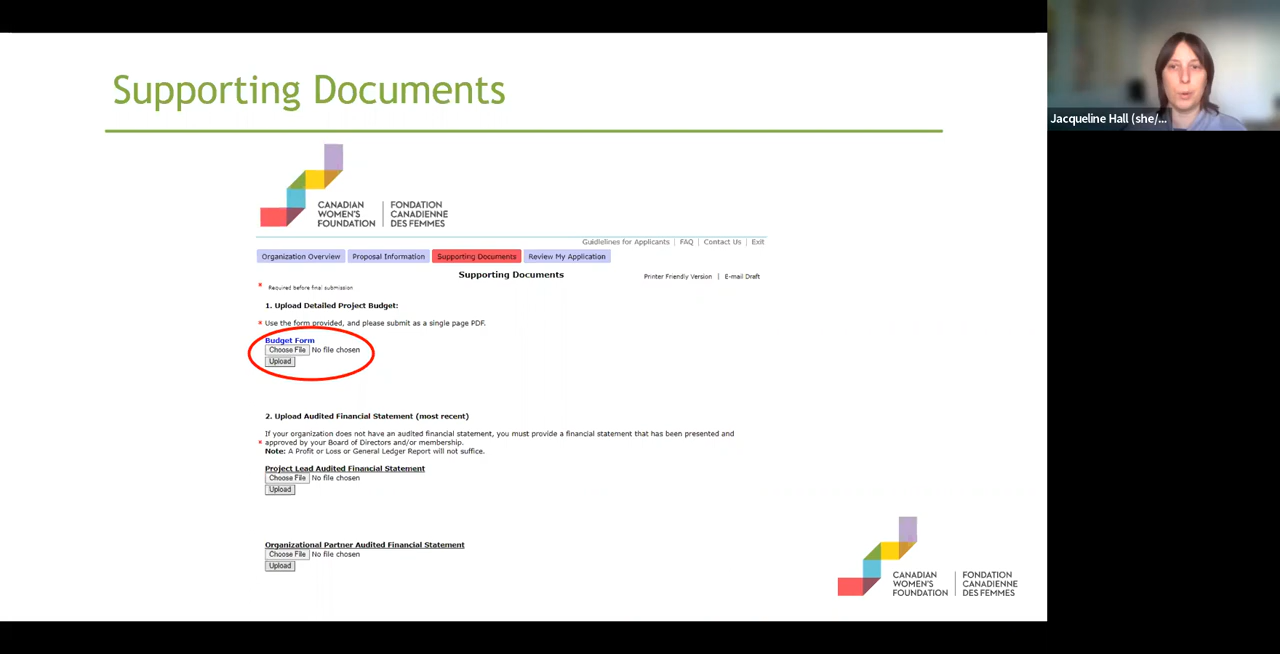 Supporting Documents
Jacqueline Hall (she/...
CANADIAN WOMEN'S FOUNDATION
FONDATION CANADIENNE DES FEMMES
Guidlelines for Applicants | FAQ | Contact Us | Exit
Organization Overview
Proposal Information
Supporting Documents
Review My Application
Supporting Documents
Printer Friendly Version | E-mail Draft
* Required before final submission
1. Upload Detailed Project Budget:
* Use the form provided, and please submit as a single page PDF.
Budget Form
Choose File No file chosen
Upload
2. Upload Audited Financial Statement (most recent)
If your organization does not have an audited financial statement, you must provide a financial statement that has been presented and
* approved by your Board of Directors and/or membership.
Note: A Profit or Loss or General Ledger Report will not suffice.
Project Lead Audited Financial Statement
Choose File No file chosen
Upload
Organizational Partner Audited Financial Statement
Choose File No file chosen
Upload
CANADIAN WOMEN'S FOUNDATION
FONDATION CANADIENNE DES FEMMES